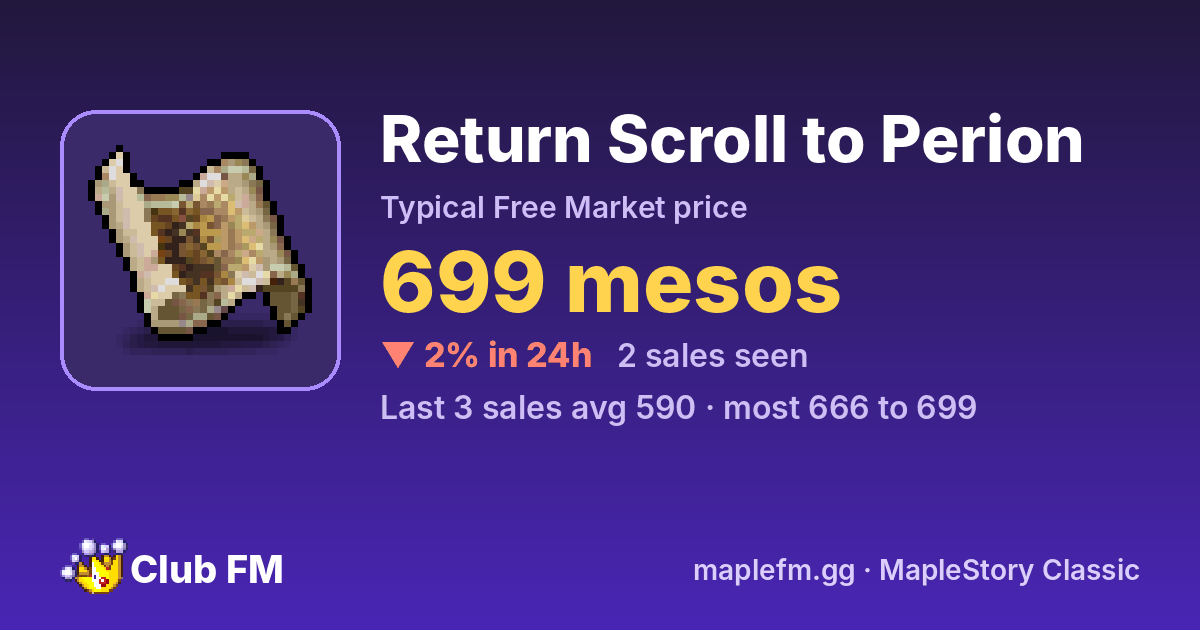 Return Scroll to Perion
Typical Free Market price
699 mesos
▼ 2% in 24h 2 sales seen
Last 3 sales avg 590 · most 666 to 699
Club FM
maplefm.gg · MapleStory Classic